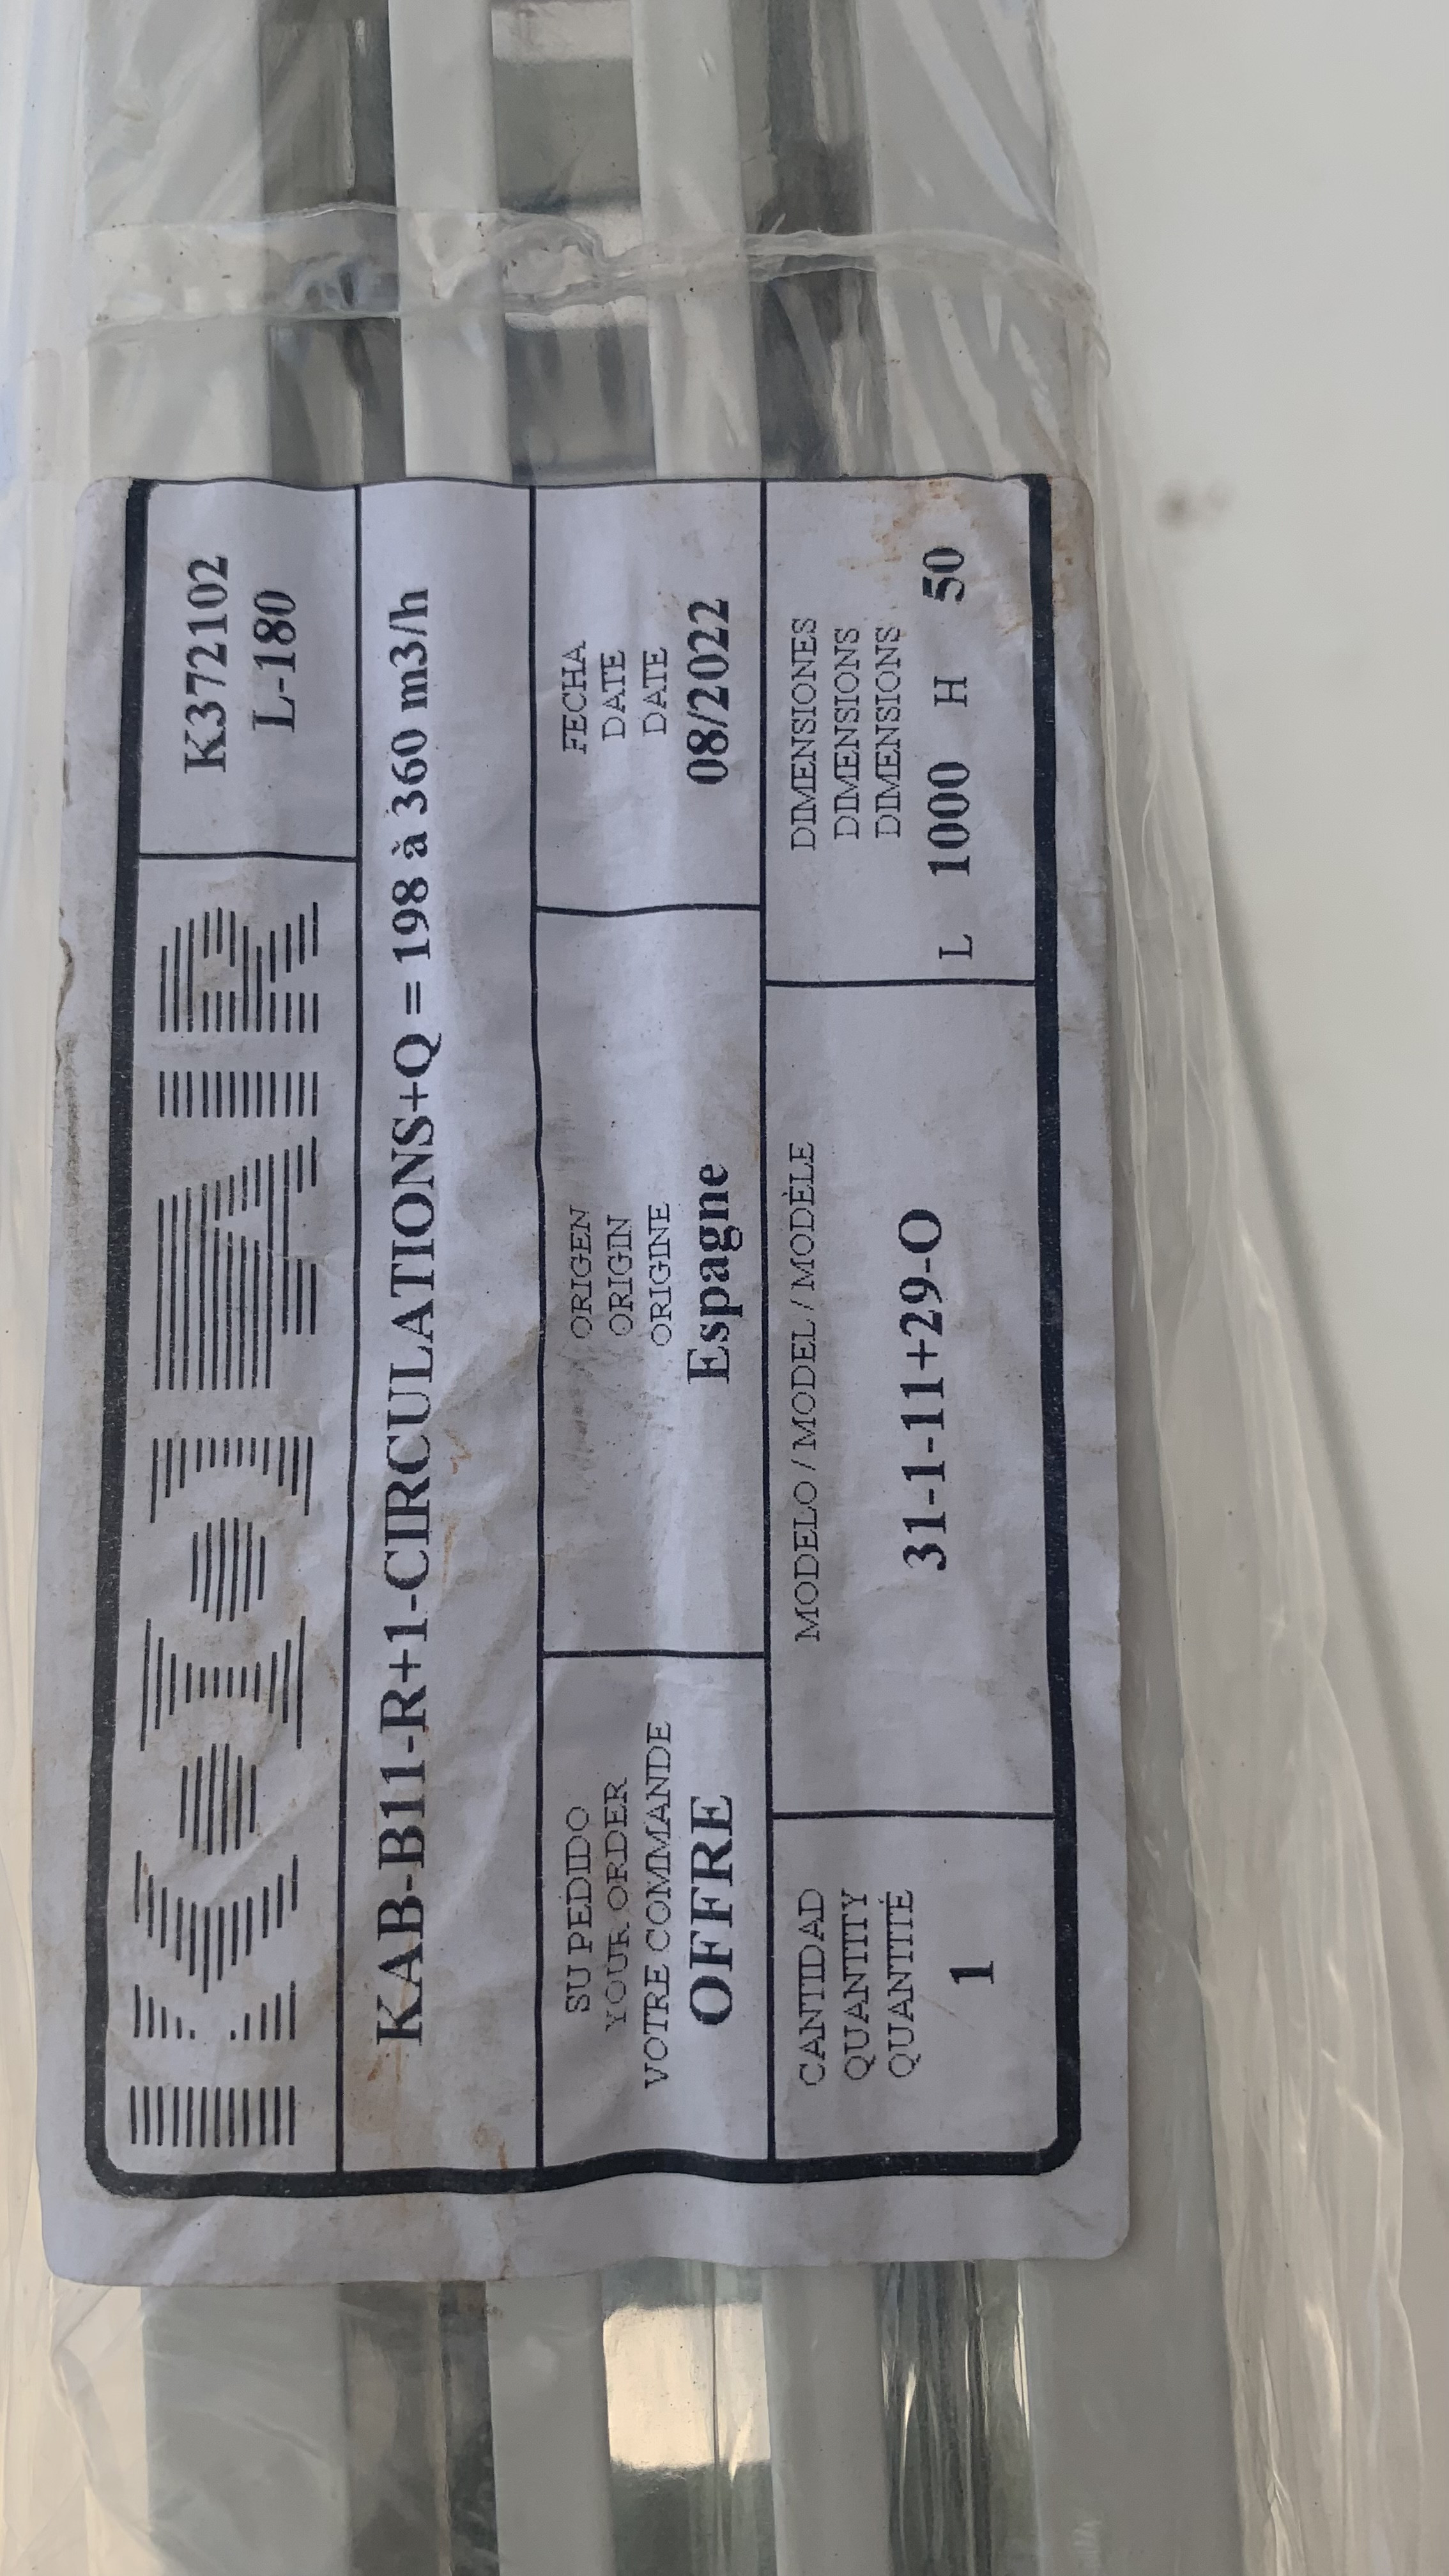 KOOLAIR
K372102
L-180
KAB-B11-R+1-CIRCULATIONS+Q = 198 à 360 m3/h
SU PEDIDO
YOUR ORDER
VOTRE COMMANDE
OFFRE
ORIGEN
ORIGIN
ORIGINE
Espagne
FECHA
DATE
DATE
08/2022
CANTIDAD
QUANTITY
QUANTITÉ
1
MODELO / MODEL / MODÈLE
31-1-11+29-O
DIMENSIONES
DIMENSIONS
DIMENSIONS
L 1000 H 50